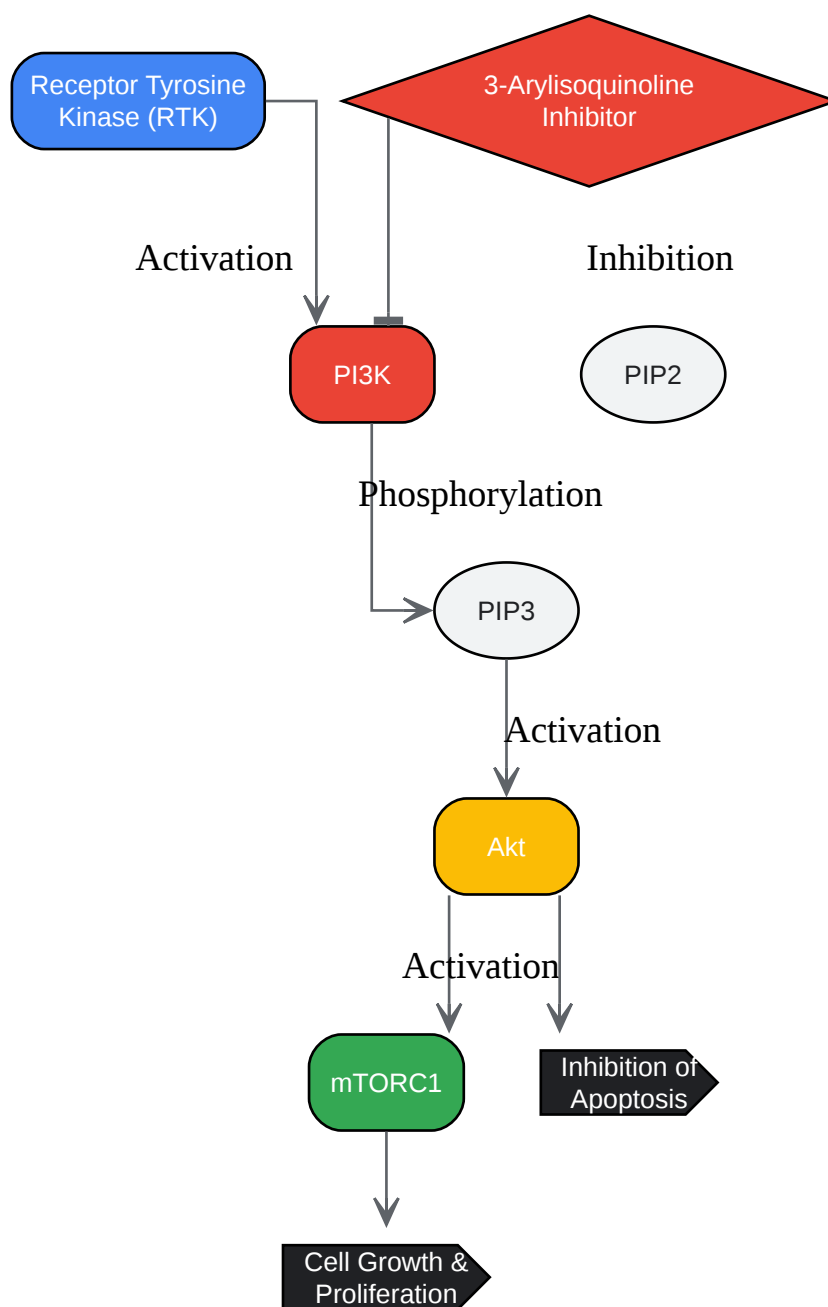 Receptor Tyrosine
Kinase (RTK)
3-Arylisoquinoline
Inhibitor
Activation
Inhibition
PI3K
PIP2
Phosphorylation
PIP3
Activation
Akt
Activation
mTORC1
Inhibition of
Apoptosis
Cell Growth &
Proliferation